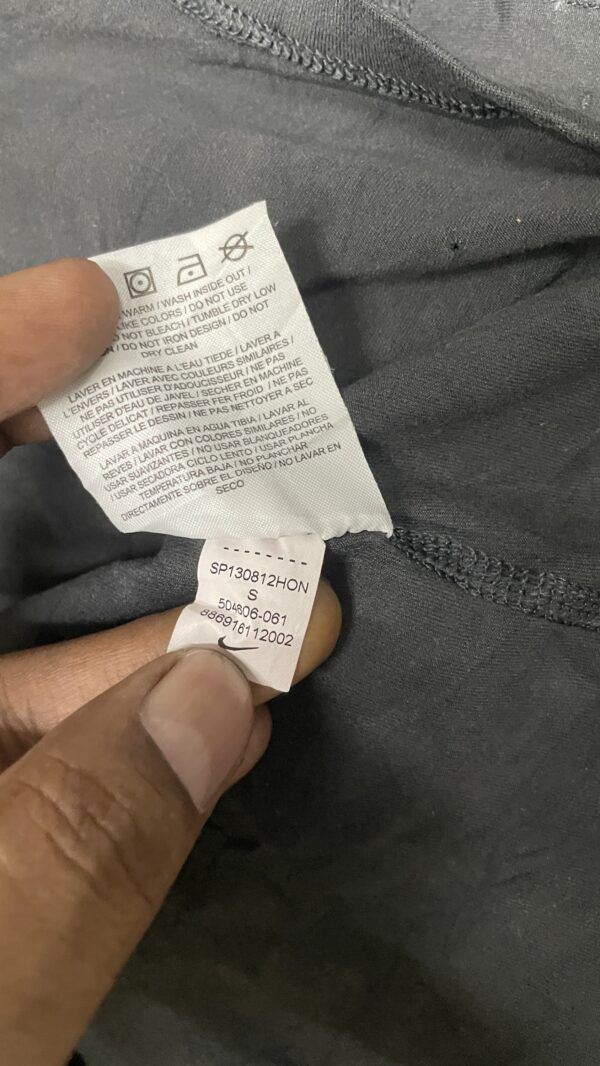 WARM / WASH INSIDE OUT /
LIKE COLORS / DO NOT USE
NOT BLEACH / TUMBLE DRY LOW
/ DO NOT IRON DESIGN / DO NOT
DRY CLEAN
LAVER EN MACHINE A L'EAU TIEDE / LAVER A
L'ENVERS / LAVER AVEC COULEURS SIMILAIRES /
NE PAS UTILISER D'ADOUCISSEUR / NE PAS
UTILISER D'EAU DE JAVEL / SECHER EN MACHINE
CYCLE DELICAT / REPASSER FER FROID / NE PAS
REPASSER LE DESSIN / NE PAS NETTOYER A SEC
LAVAR A MAQUINA EN AGUA TIBIA / LAVAR AL
REVES / LAVAR CON COLORES SIMILARES / NO
USAR SUAVIZANTES / NO USAR BLANQUEADORES
/ USAR SECADORA CICLO LENTO / USAR PLANCHA
TEMPERATURA BAJA / NO PLANCHAR
DIRECTAMENTE SOBRE EL DISEÑO / NO LAVAR EN
SECO
SP130812HON
S
504806-061
886916112002